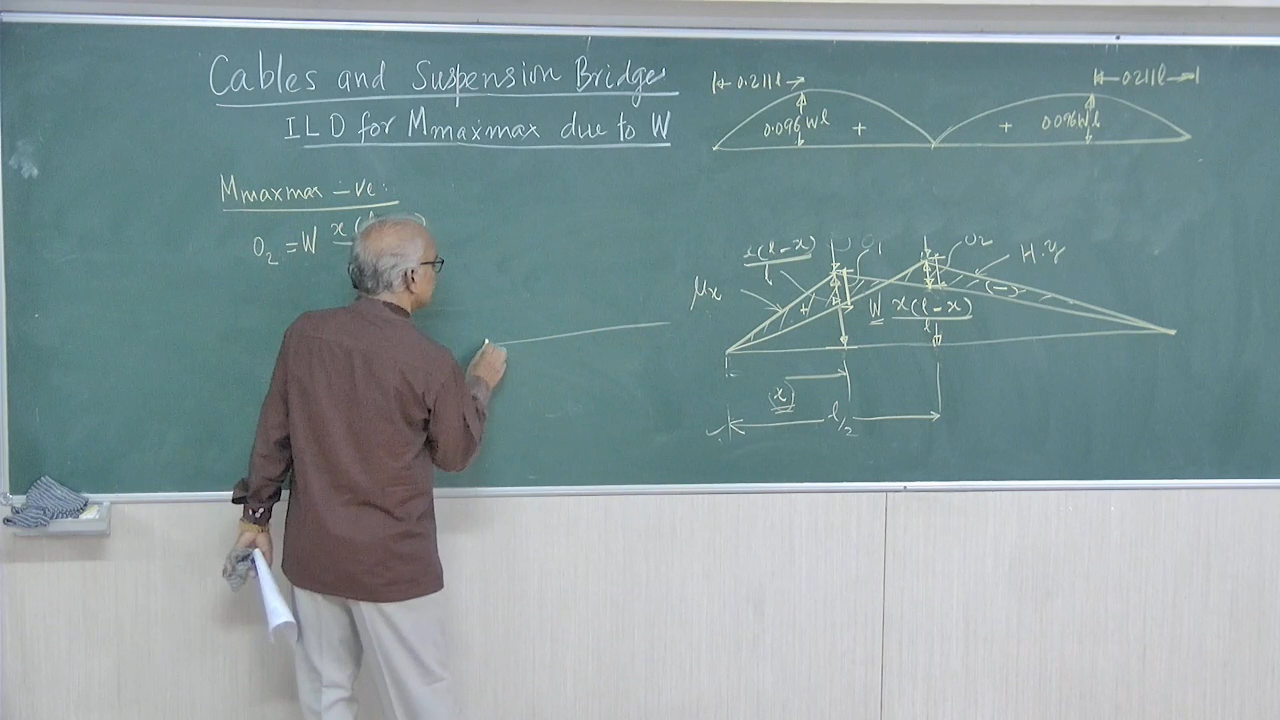 Cables and Suspension Bridge
ILD for Mmaxmax due to W
Mmaxmax -ve:
O2 = W x(
0.211l
0.211l
0.096Wl
+
+
0.096Wl
x(l-x)
l
O1
O2
H.y
Mx
+
(-)
W x(l-x)
l
x
l/2